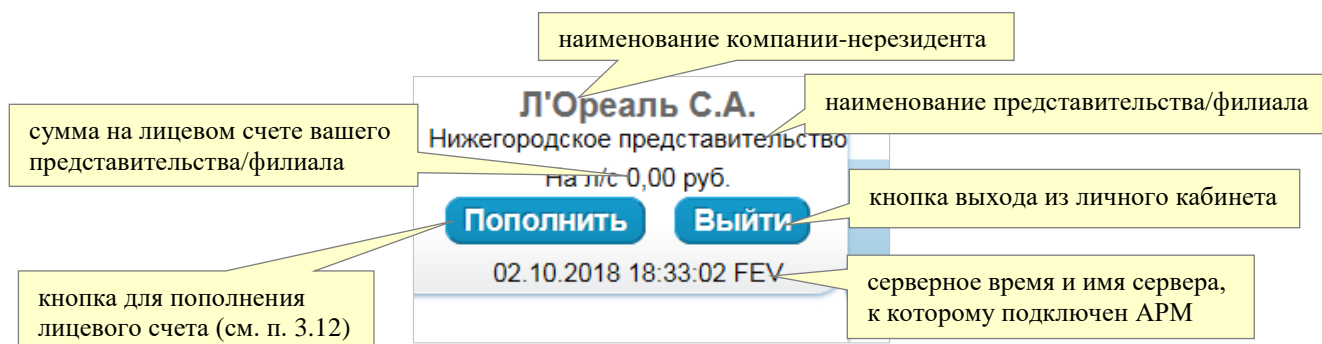 наименование компании-нерезидента
Л'Ореаль С.А.
наименование представительства/филиала
сумма на лицевом счете вашего
представительства/филиала
Нижегородское представительство
На л/с 0,00 руб.
кнопка выхода из личного кабинета
Пополнить
Выйти
02.10.2018 18:33:02 FEV
серверное время и имя сервера,
к которому подключен АРМ
кнопка для пополнения
лицевого счета (см. п. 3.12)